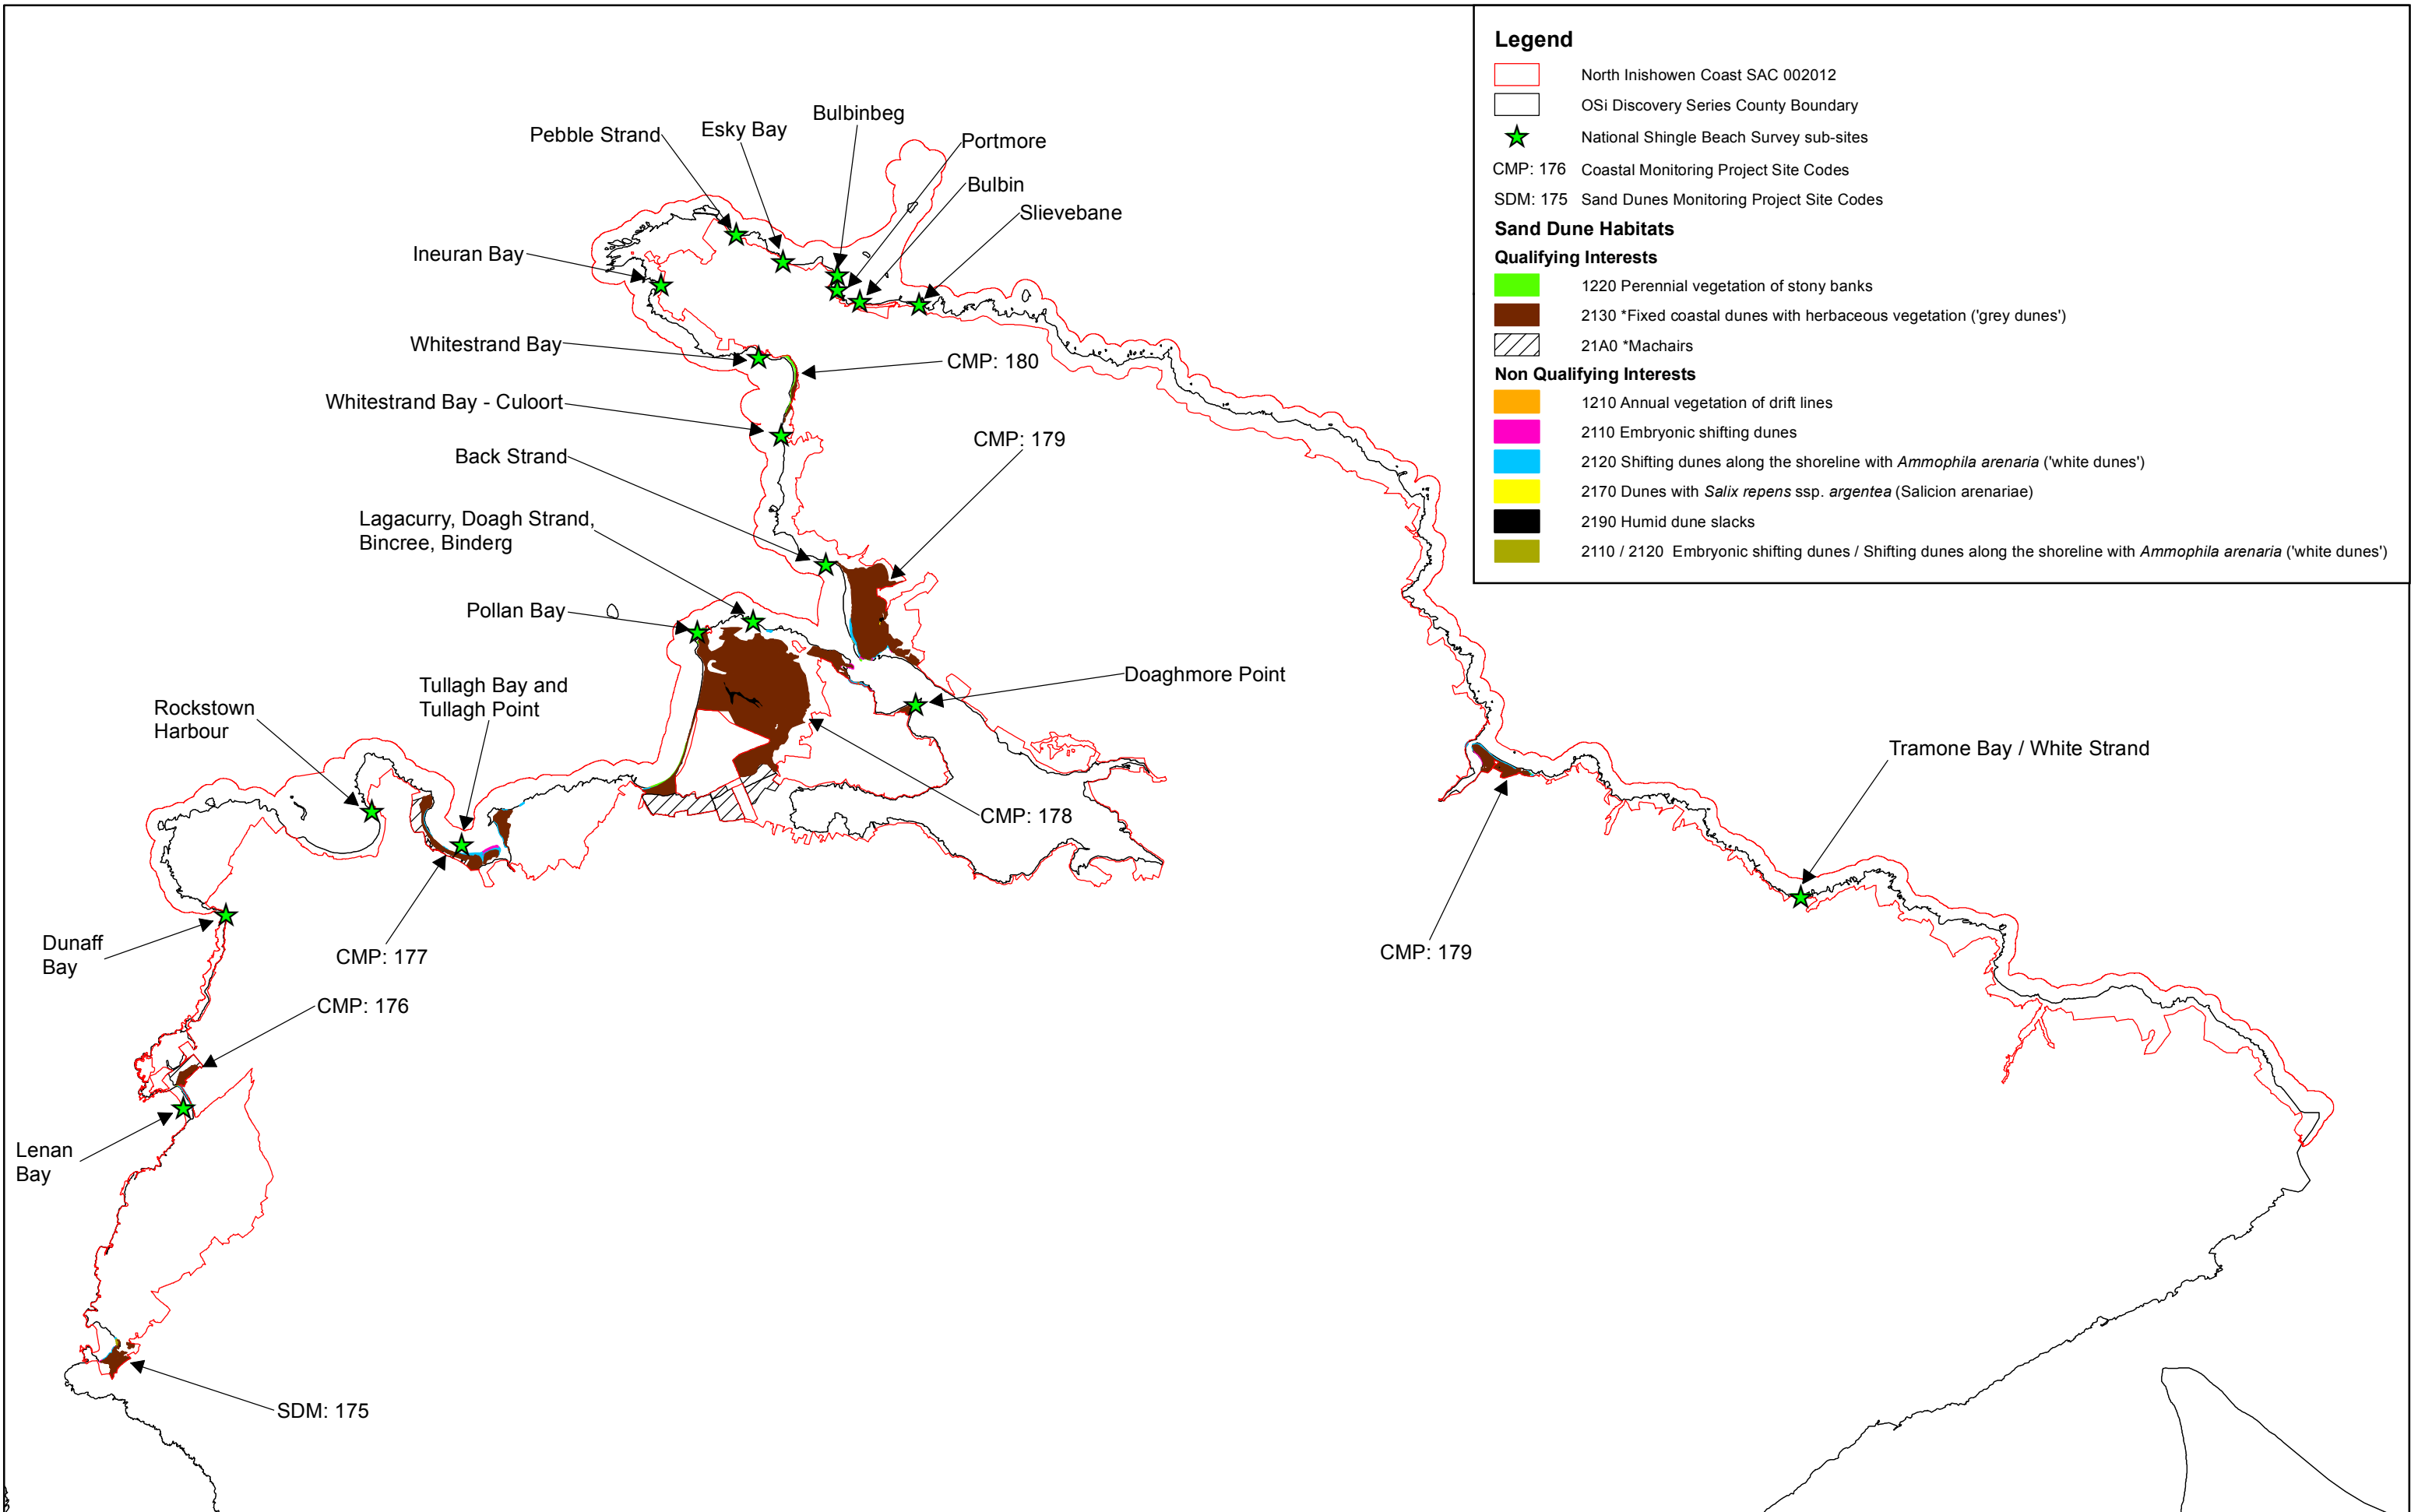 Legend
North Inishowen Coast SAC 002012
OSi Discovery Series County Boundary
National Shingle Beach Survey sub-sites
CMP: 176 Coastal Monitoring Project Site Codes
SDM: 175 Sand Dunes Monitoring Project Site Codes
Sand Dune Habitats
Qualifying Interests
1220 Perennial vegetation of stony banks
2130 *Fixed coastal dunes with herbaceous vegetation ('grey dunes')
21A0 *Machairs
Non Qualifying Interests
1210 Annual vegetation of drift lines
2110 Embryonic shifting dunes
2120 Shifting dunes along the shoreline with Ammophila arenaria ('white dunes')
2170 Dunes with Salix repens ssp. argentea (Salicion arenariae)
2190 Humid dune slacks
2110 / 2120 Embryonic shifting dunes / Shifting dunes along the shoreline with Ammophila arenaria ('white dunes')
Bulbinbeg
Esky Bay
Pebble Strand
Portmore
Bulbin
Slievebane
Ineuran Bay
Whitestrand Bay
CMP: 180
Whitestrand Bay - Culoort
CMP: 179
Back Strand
Lagacurry, Doagh Strand,
Bincree, Binderg
Pollan Bay
Doaghmore Point
Tullagh Bay and
Tullagh Point
Rockstown
Harbour
Tramone Bay / White Strand
CMP: 178
CMP: 179
Dunaff
Bay
CMP: 177
CMP: 176
Lenan
Bay
SDM: 175